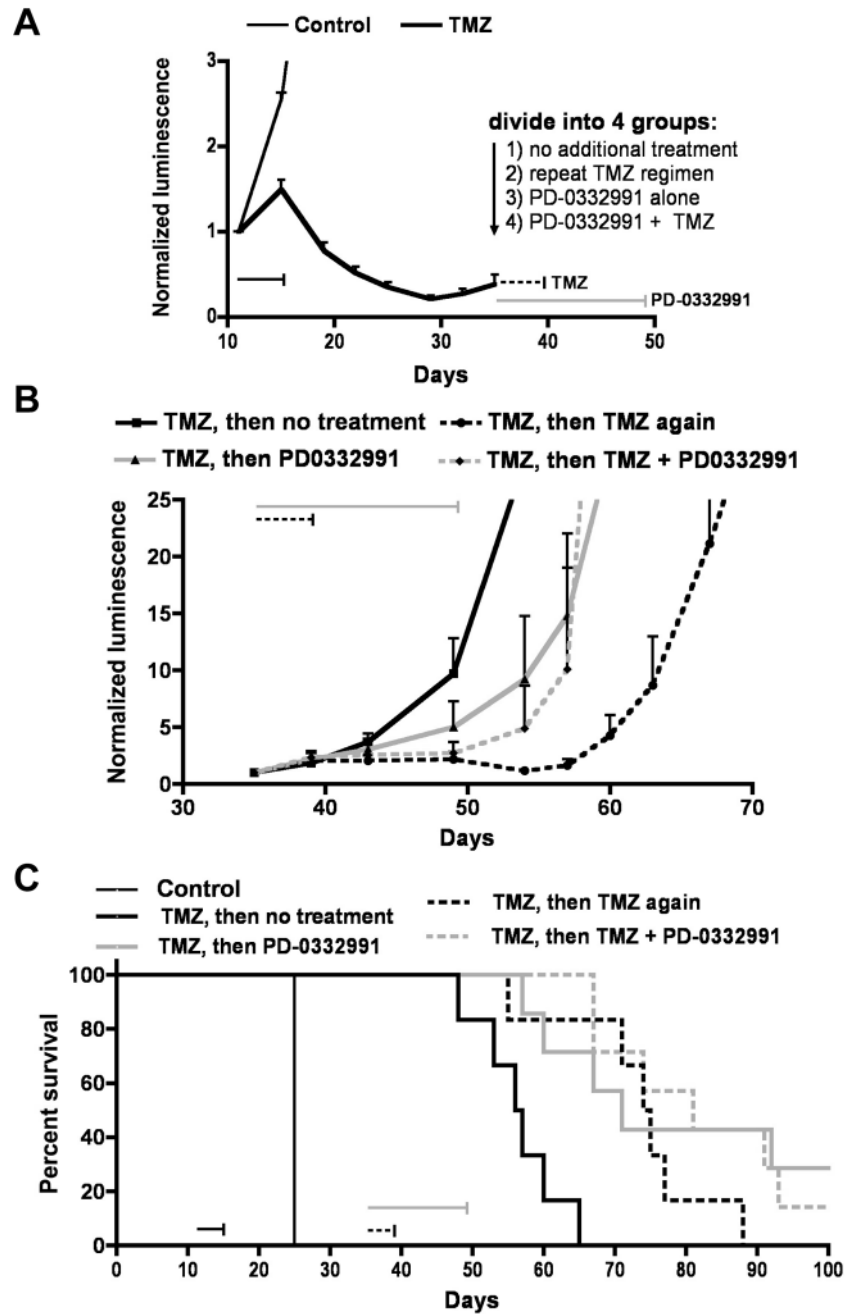 A
Control TMZ
Normalized luminescence
3
2
1
0
divide into 4 groups:
1) no additional treatment
2) repeat TMZ regimen
3) PD-0332991 alone
4) PD-0332991 + TMZ
TMZ
PD-0332991
10 20 30 40 50
Days
B
TMZ, then no treatment TMZ, then TMZ again
TMZ, then PD0332991 TMZ, then TMZ + PD0332991
Normalized luminescence
25
20
15
10
5
0
30 40 50 60 70
Days
C
Control TMZ, then TMZ again
TMZ, then no treatment
TMZ, then PD-0332991 TMZ, then TMZ + PD-0332991
Percent survival
100
80
60
40
20
0
0 10 20 30 40 50 60 70 80 90 100
Days